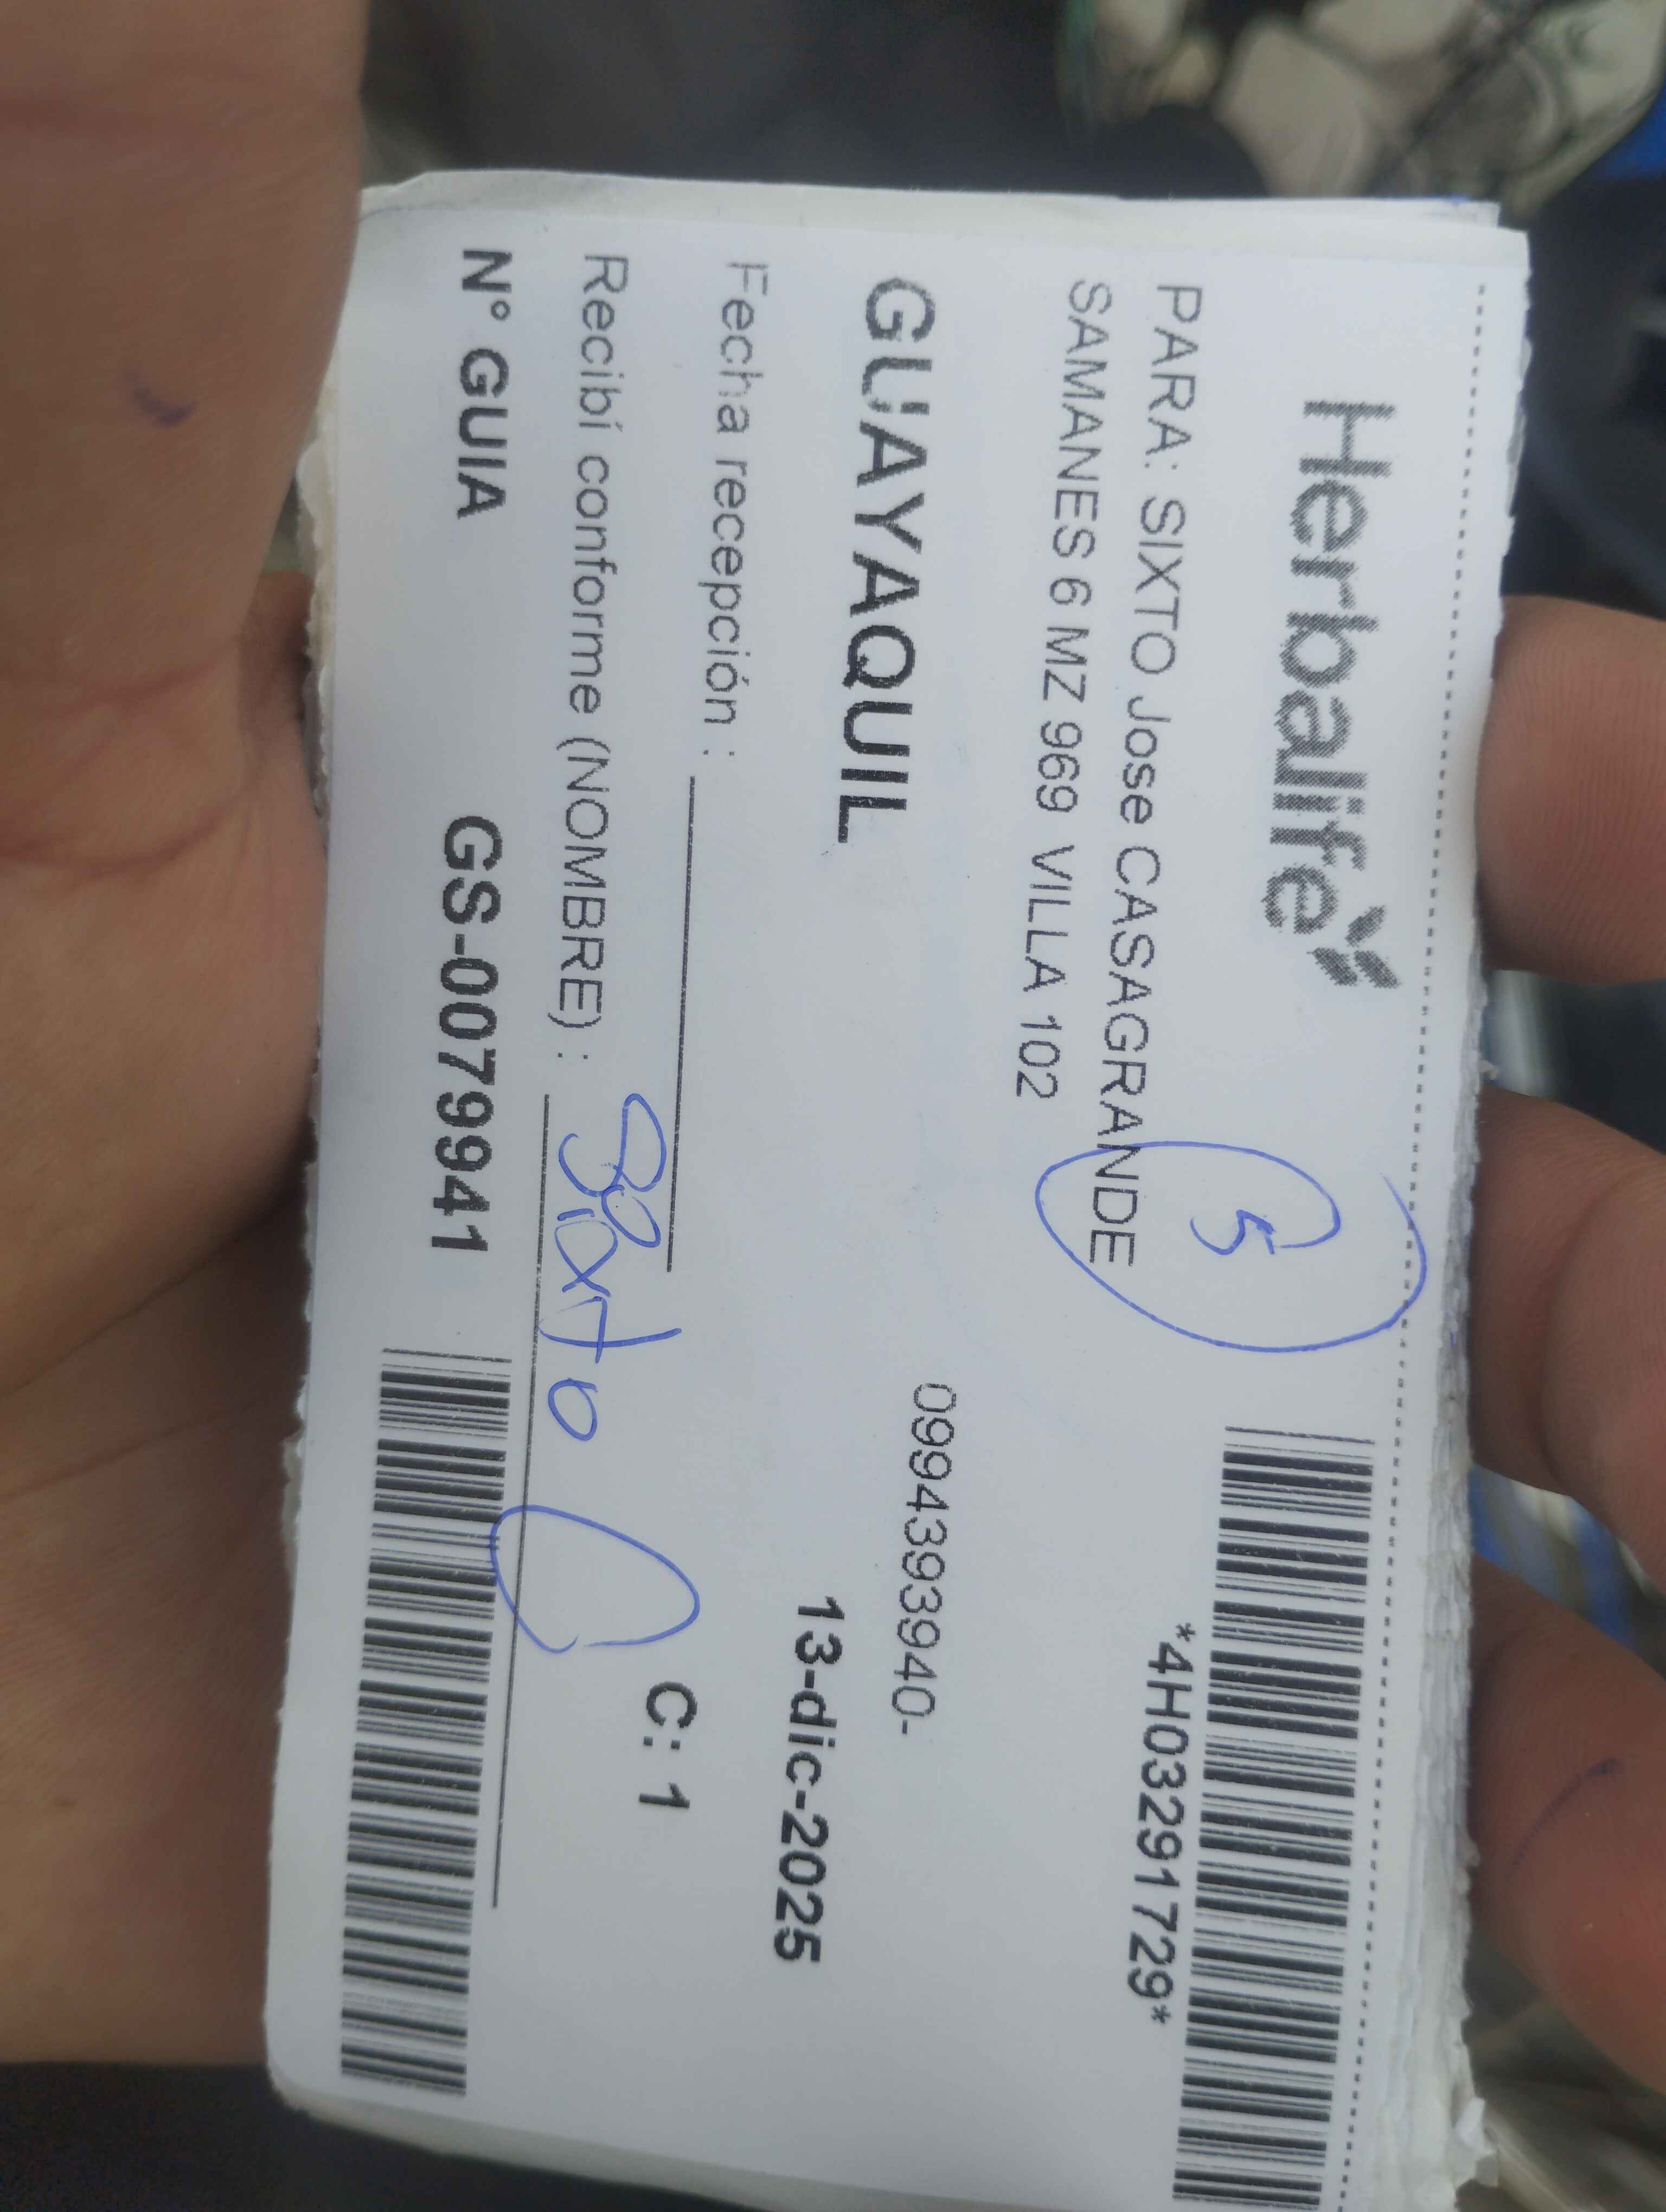 Herbalife
*4H03291729*
PARA: SIXTO Jose CASAGRANDE
5
SAMANES 6 MZ 969 VILLA 102
0994393940-
GUAYAQUIL
13-dic-2025
Fecha recepción :
C: 1
Recibí conforme (NOMBRE) : Sixto
N° GUIA GS-0079941